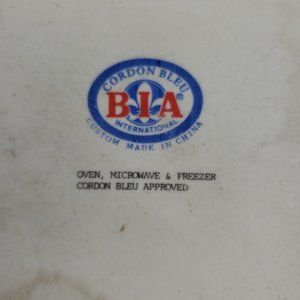 CORDON BLEU
BIA®
INTERNATIONAL
CUSTOM MADE IN CHINA
OVEN, MICROWAVE & FREEZER
CORDON BLEU APPROVED